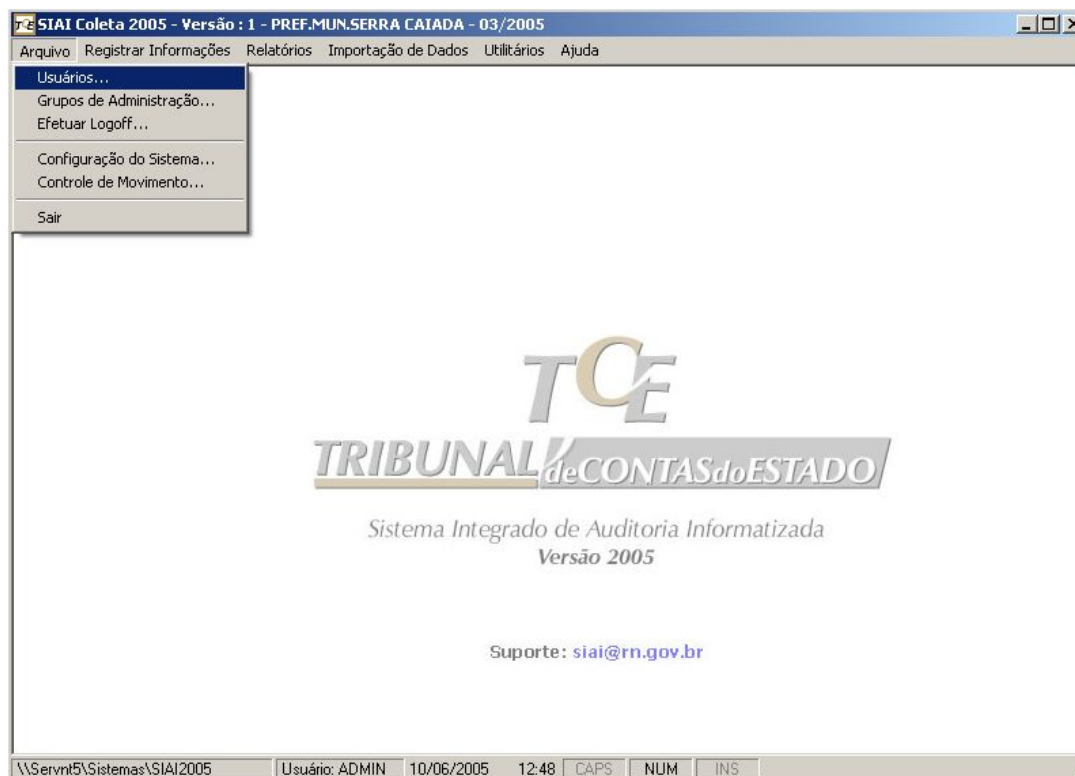 TCE SIAI Coleta 2005 - Versão : 1 - PREF.MUN.SERRA CAIADA - 03/2005
Arquivo Registrar Informações Relatórios Importação de Dados Utilitários Ajuda
Usuários...
Grupos de Administração...
Efetuar Logoff...
Configuração do Sistema...
Controle de Movimento...
Sair
TCE
TRIBUNAL deCONTASdoESTADO
Sistema Integrado de Auditoria Informatizada
Versão 2005
Suporte: siai@rn.gov.br
\\Servnt5\Sistemas\SIAI2005 Usuário: ADMIN 10/06/2005 12:48 CAPS NUM INS